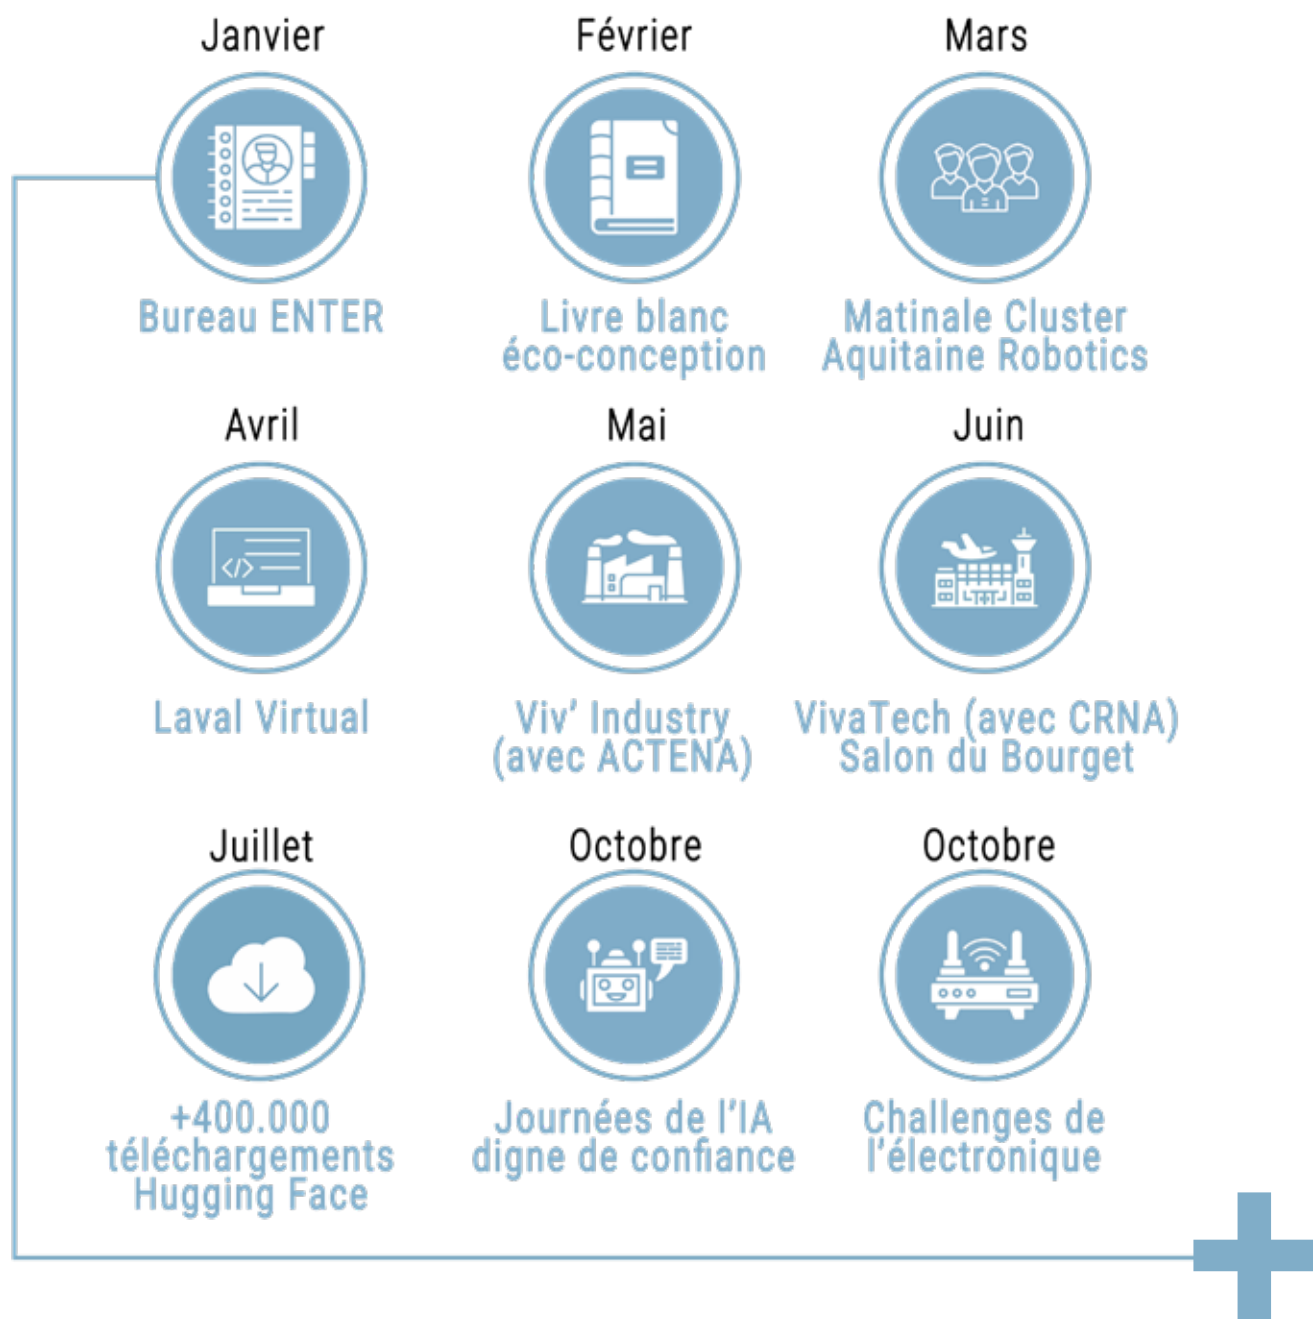 Janvier
Février
Mars
Bureau ENTER
Livre blanc
éco-conception
Matinale Cluster
Aquitaine Robotics
Avril
Mai
Juin
</>
Laval Virtual
Viv’ Industry
(avec ACTENA)
VivaTech (avec CRNA)
Salon du Bourget
Juillet
Octobre
Octobre
+400.000
téléchargements
Hugging Face
Journées de l’IA
digne de confiance
Challenges de
l’électronique